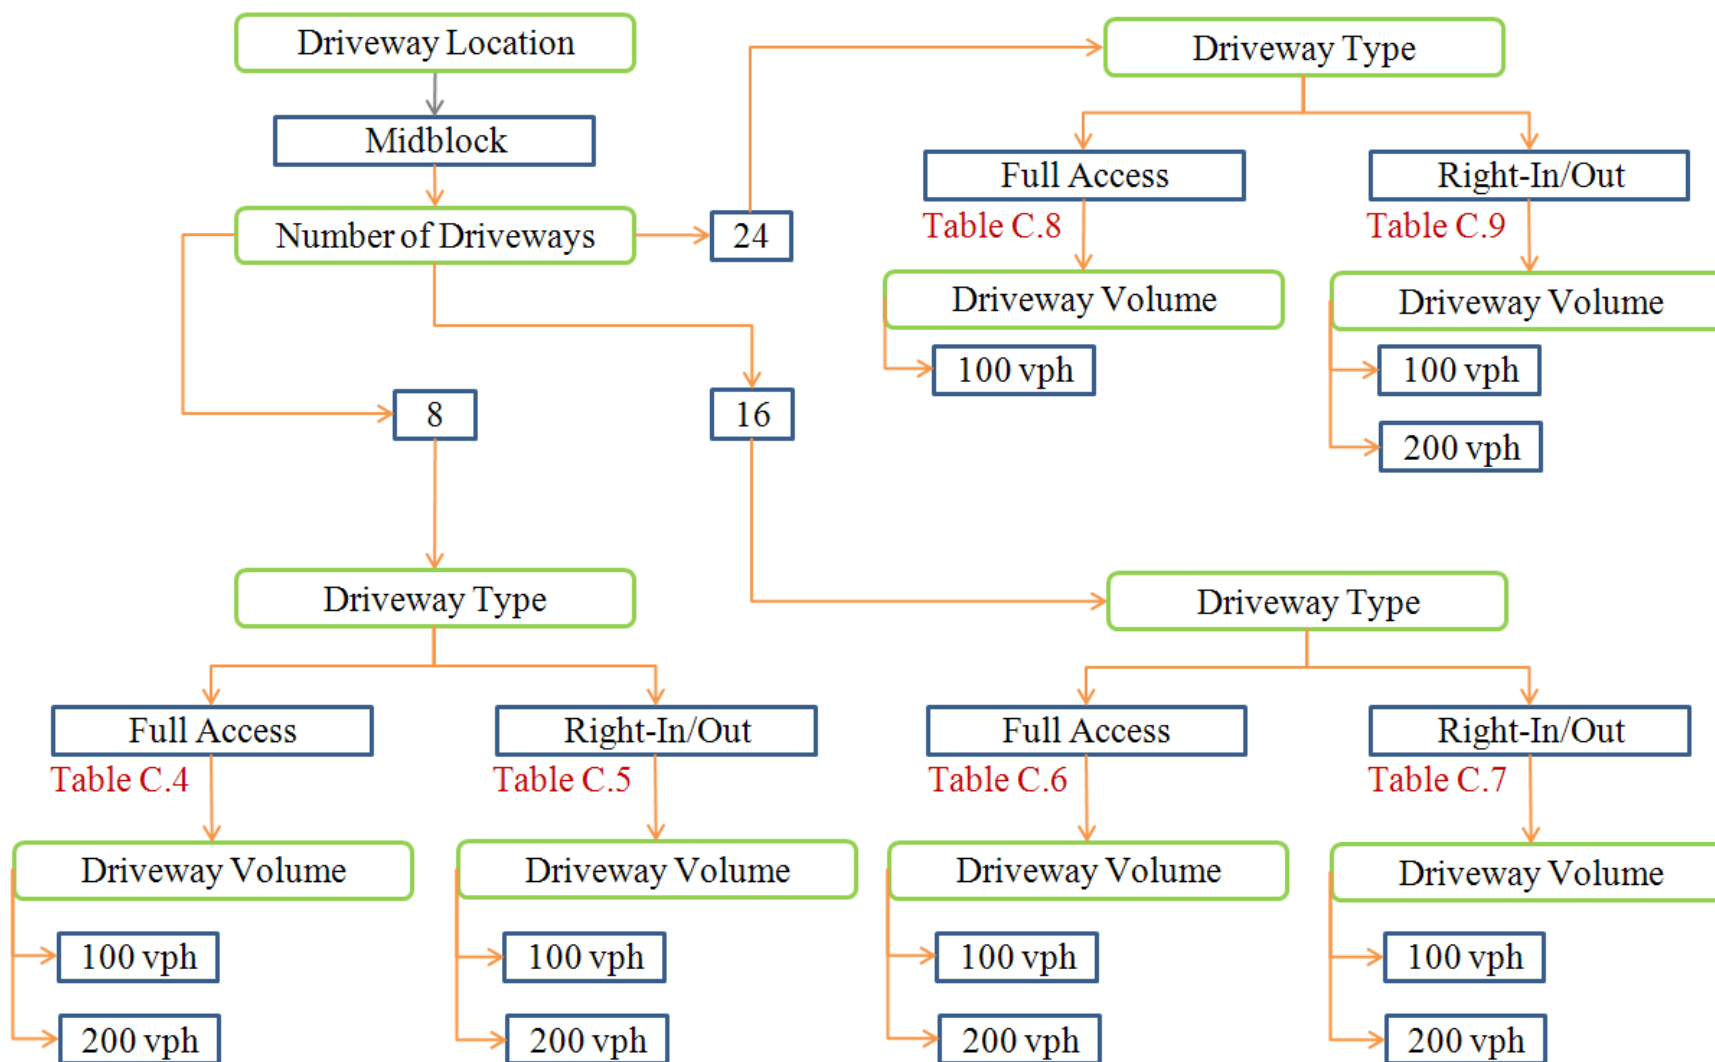 Driveway Location
Midblock
Number of Driveways
24
8
16
Driveway Type
Full Access
Right-In/Out
Table C.8
Table C.9
Driveway Volume
Driveway Volume
100 vph
100 vph
200 vph
Driveway Type
Full Access
Right-In/Out
Table C.4
Table C.5
Driveway Volume
Driveway Volume
100 vph
100 vph
200 vph
200 vph
Driveway Type
Full Access
Right-In/Out
Table C.6
Table C.7
Driveway Volume
Driveway Volume
100 vph
100 vph
200 vph
200 vph